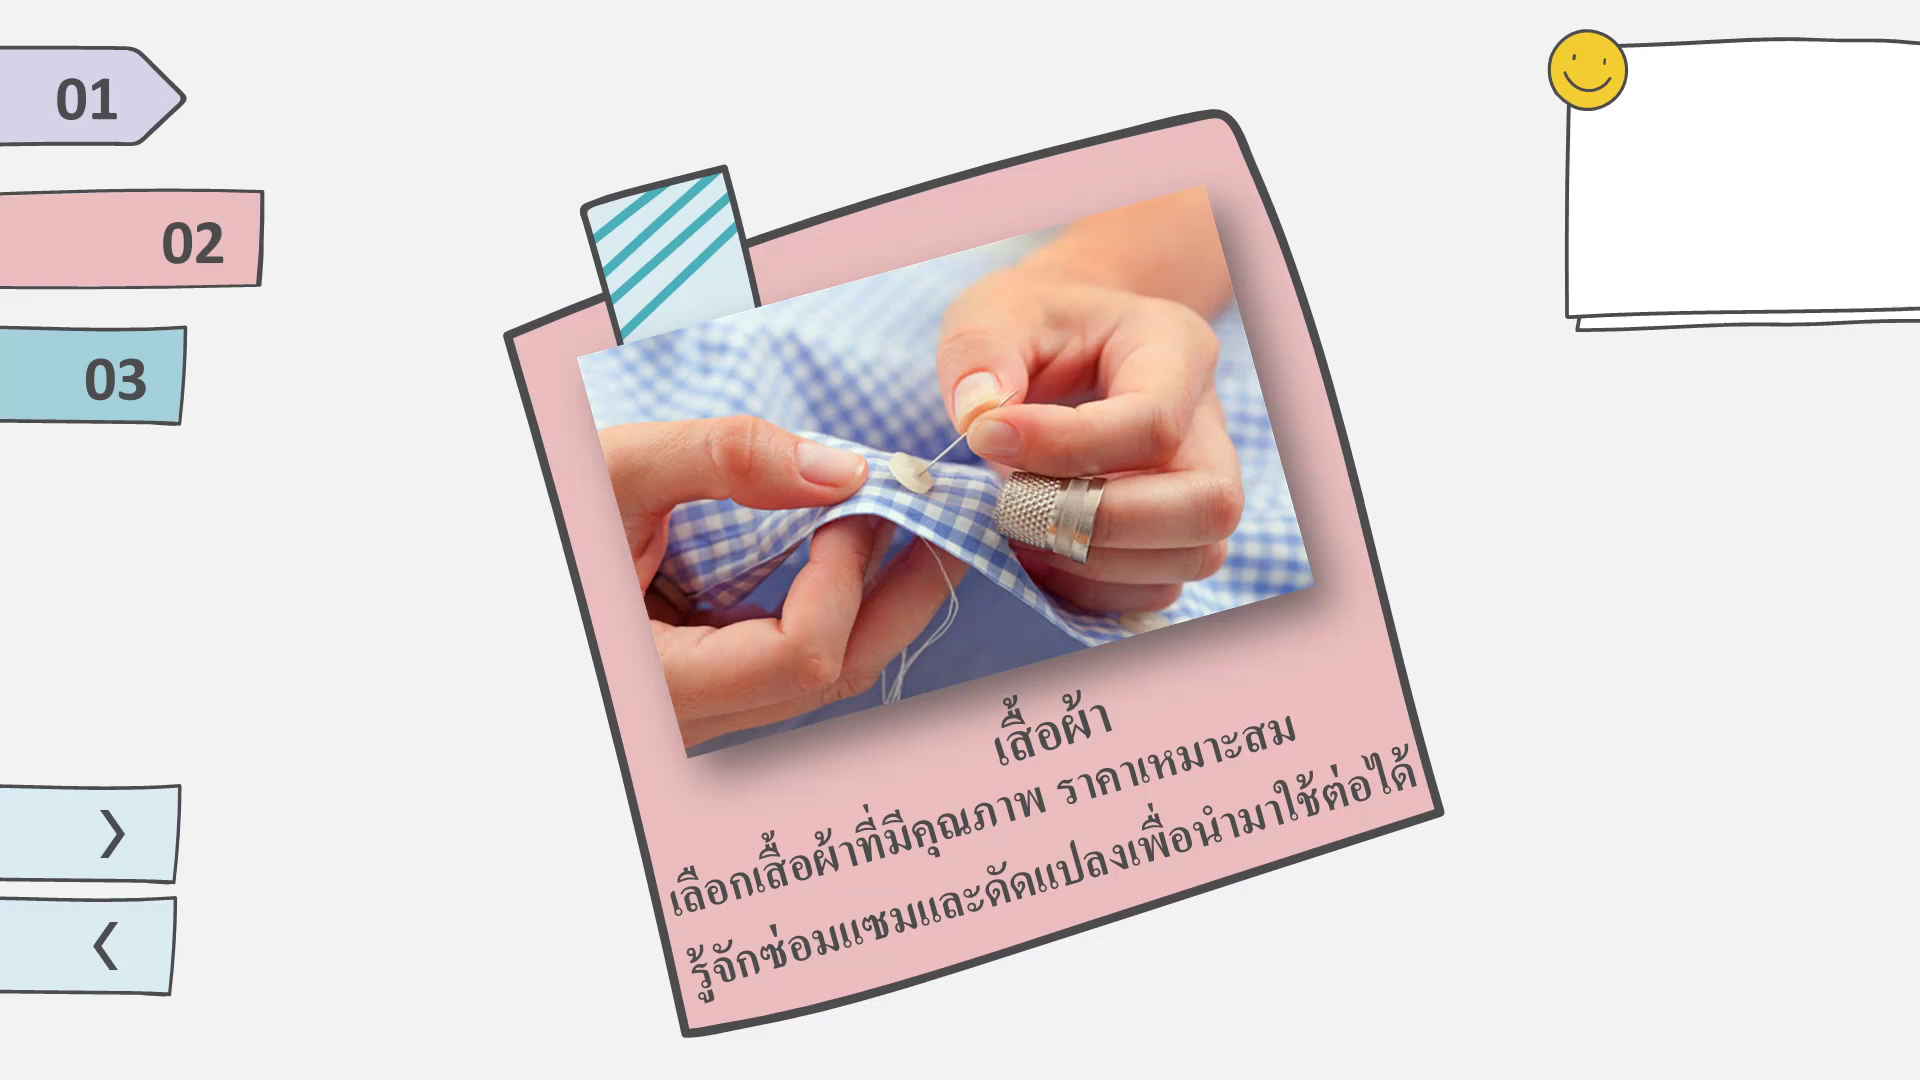 01
02
03
เสื้อผ้า
เลือกเสื้อผ้าที่มีคุณภาพ ราคาเหมาะสม
รู้จักซ่อมแซมและดัดแปลงเพื่อนำมาใช้ต่อได้